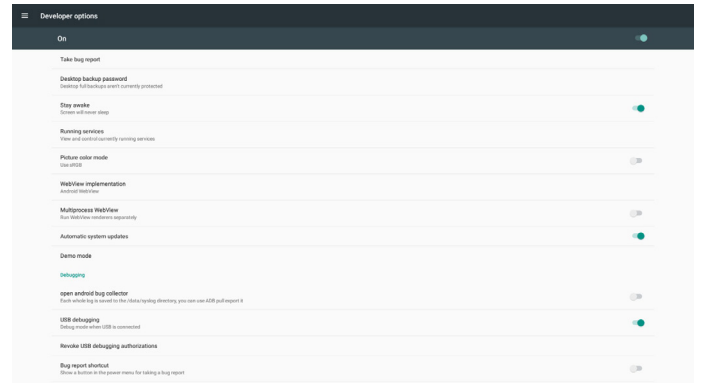 Developer options
On
Take bug report
Desktop backup password
Desktop full backups aren't currently protected
Stay awake
Screen will never sleep
Running services
View and control currently running services
Picture color mode
Use sRGB
WebView implementation
Android WebView
Multiprocess WebView
Run WebView renderers separately
Automatic system updates
Demo mode
Debugging
open android bug collector
Each whole log is saved to the /data/syslog directory, you can use ADB pull export it
USB debugging
Debug mode when USB is connected
Revoke USB debugging authorizations
Bug report shortcut
Show a button in the power menu for taking a bug report